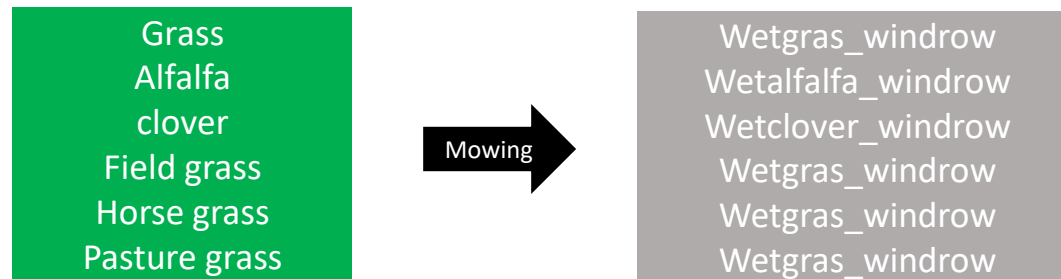 Grass
Alfalfa
clover
Field grass
Horse grass
Pasture grass
Mowing
Wetgras_windrow
Wetalfalfa_windrow
Wetclover_windrow
Wetgras_windrow
Wetgras_windrow
Wetgras_windrow